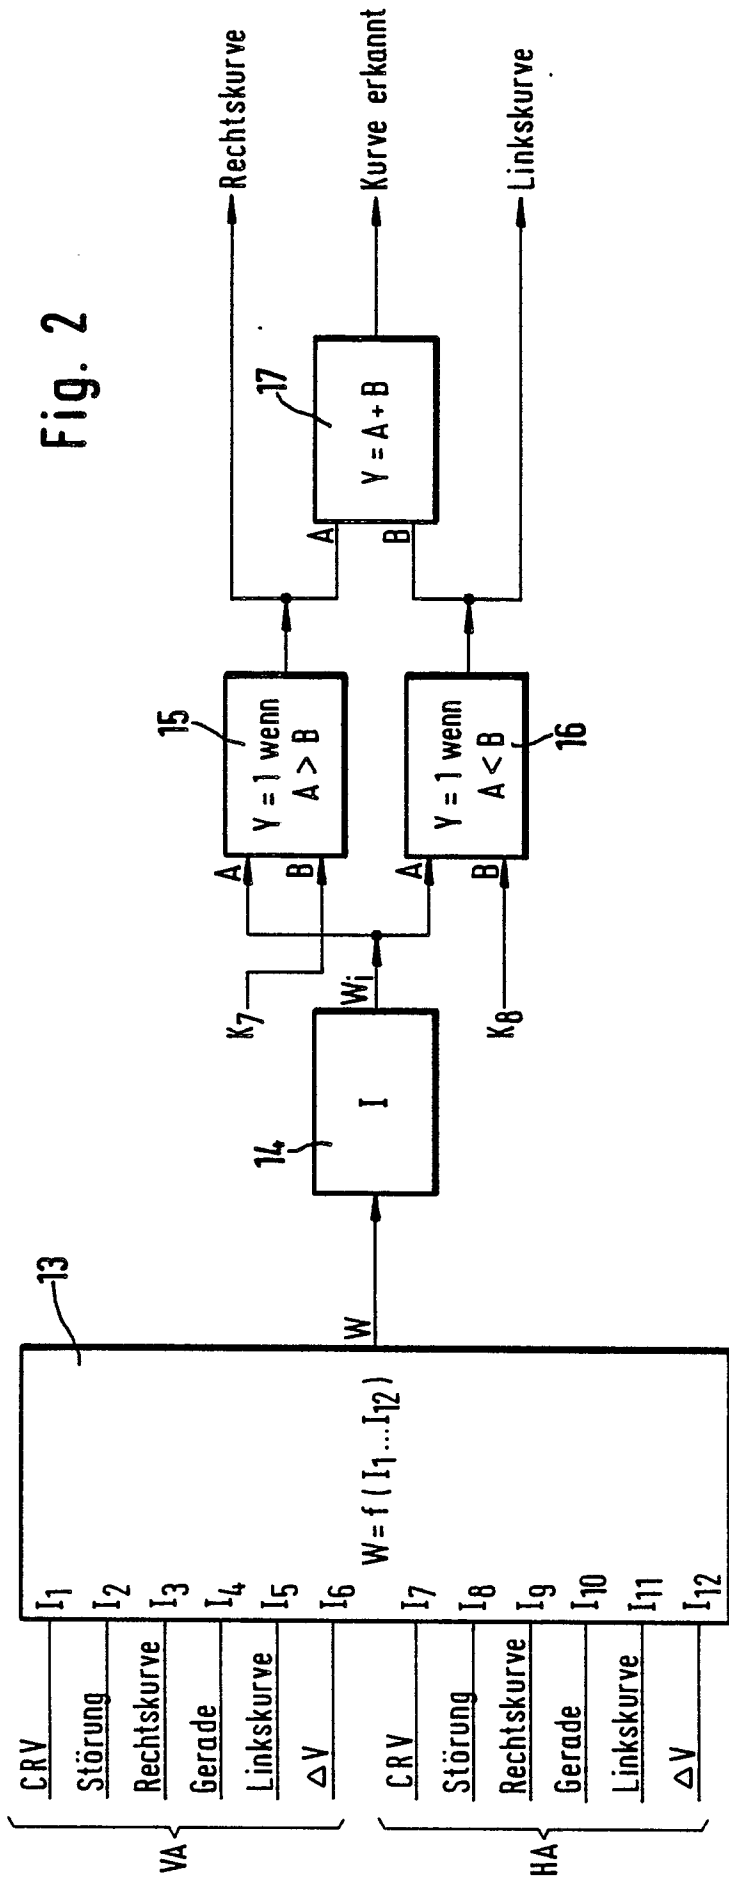 Fig. 2
VA
CRV
I1
Störung
I2
Rechtskurve
I3
Gerade
I4
Linkskurve
I5
ΔV
I6
HA
CRV
I7
Störung
I8
Rechtskurve
I9
Gerade
I10
Linkskurve
I11
ΔV
I12
13
W = f ( I1 ... I12 )
W
14
I
Wi
K7
K8
A
B
15
Y = 1 wenn
A > B
A
B
Y = 1 wenn
A < B
16
A
B
17
Y = A + B
Rechtskurve
Kurve erkannt
Linkskurve